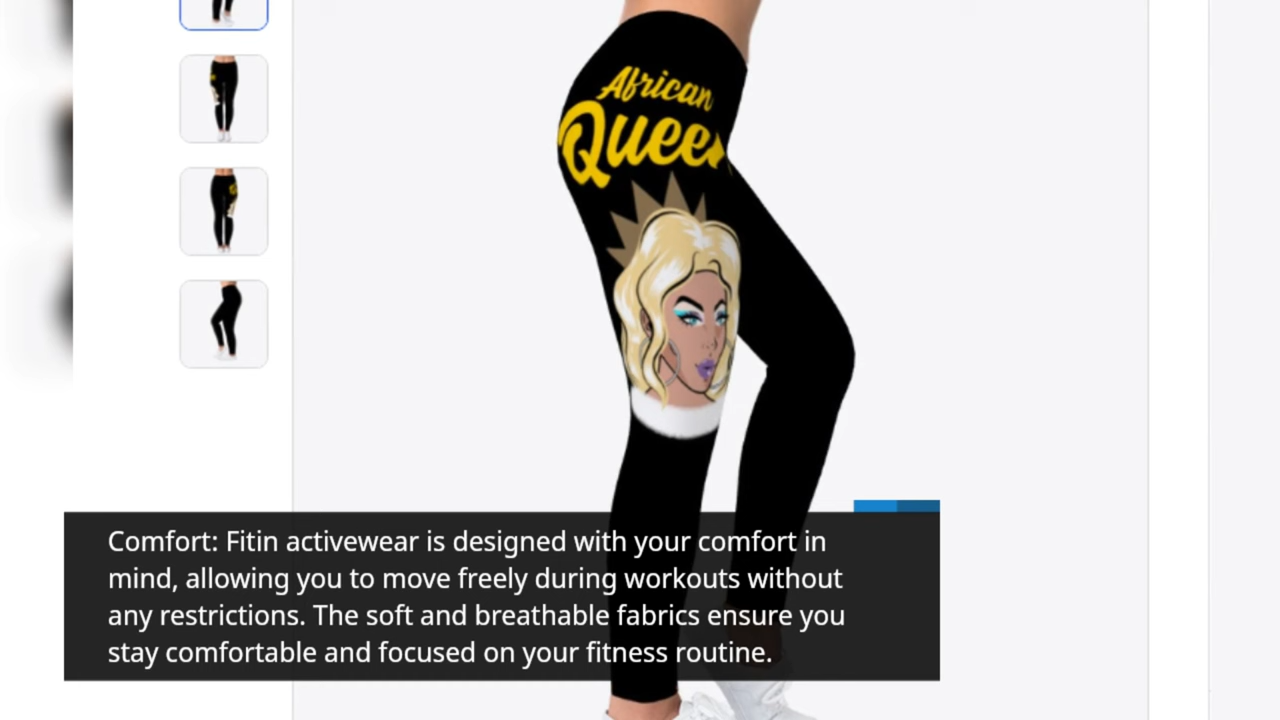 African
Queen
Comfort: Fitin activewear is designed with your comfort in
mind, allowing you to move freely during workouts without
any restrictions. The soft and breathable fabrics ensure you
stay comfortable and focused on your fitness routine.